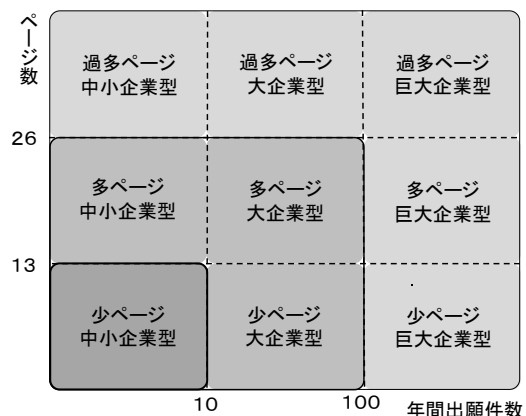 ページ数
過多ページ
中小企業型
過多ページ
大企業型
過多ページ
巨大企業型
26
多ページ
中小企業型
多ページ
大企業型
多ページ
巨大企業型
13
少ページ
中小企業型
少ページ
大企業型
少ページ
巨大企業型
10
100
年間出願件数